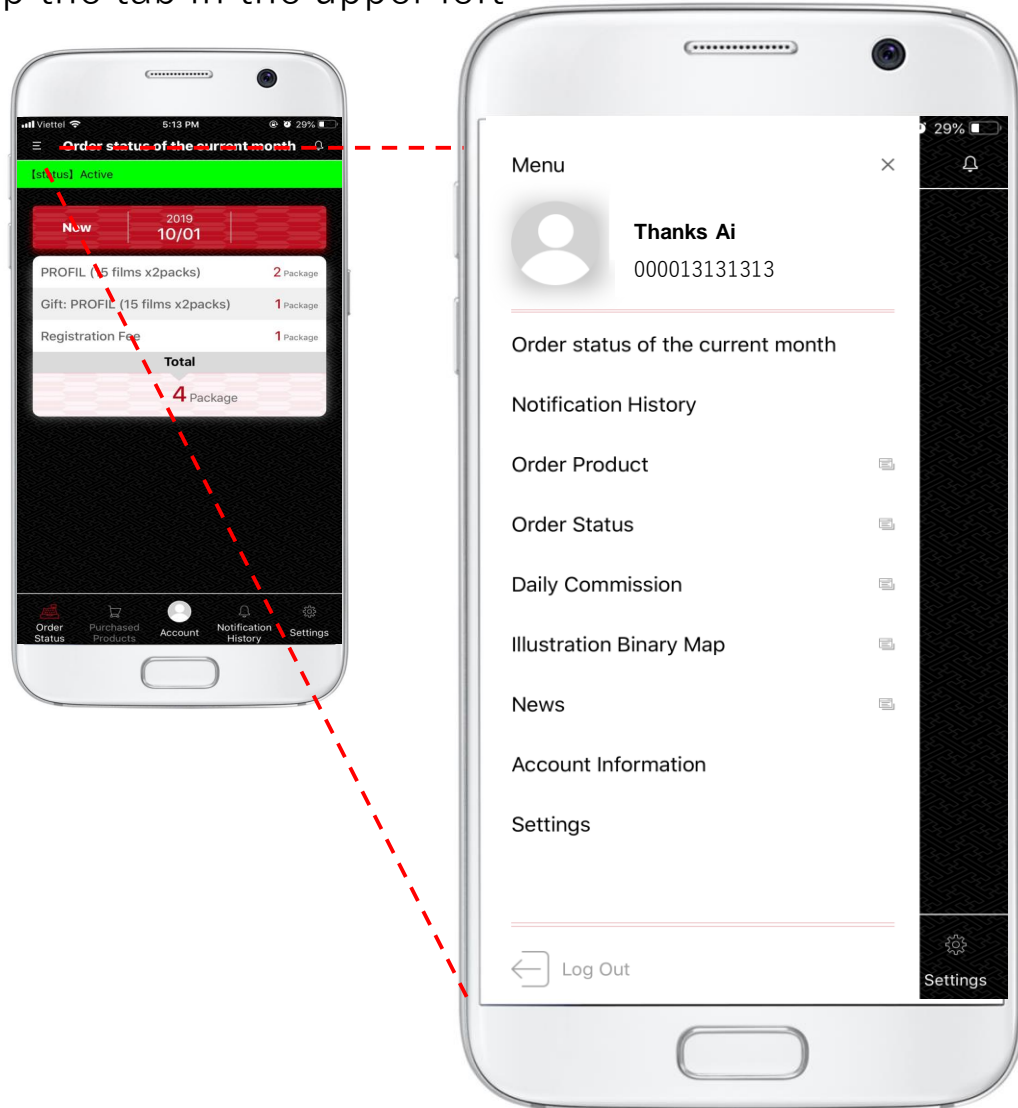 the tab in the upper left
Viettel 5:13 PM 29%
Order status of the current month
【status】Active
Now
2019
10/01
PROFIL (15 films x2packs) 2 Package
Gift: PROFIL (15 films x2packs) 1 Package
Registration Fee 1 Package
Total
4 Package
Order Status
Purchased Products
Account
Notification History
Settings
29%
Menu ×
Thanks Ai
000013131313
Order status of the current month
Notification History
Order Product
Order Status
Daily Commission
Illustration Binary Map
News
Account Information
Settings
Log Out
Settings